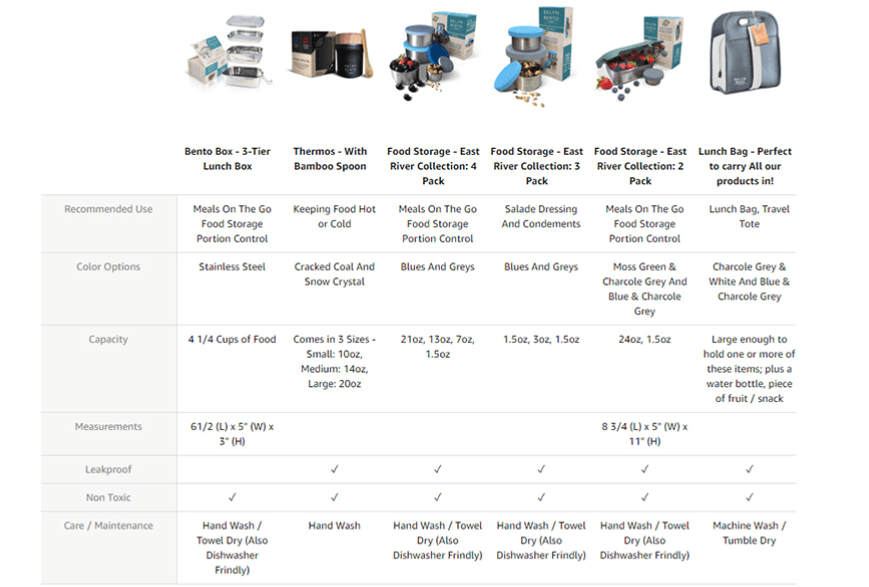 BKLYN
BENTO
Bento Box - 3-Tier
Lunch Box
Thermos - With
Bamboo Spoon
Food Storage - East
River Collection: 4
Pack
Food Storage - East
River Collection: 3
Pack
Food Storage - East
River Collection: 2
Pack
Lunch Bag - Perfect
to carry All our
products in!
Recommended Use
Meals On The Go
Food Storage
Portion Control
Keeping Food Hot
or Cold
Meals On The Go
Food Storage
Portion Control
Salade Dressing
And Condements
Meals On The Go
Food Storage
Portion Control
Lunch Bag, Travel
Tote
Color Options
Stainless Steel
Cracked Coal And
Snow Crystal
Blues And Greys
Blues And Greys
Moss Green &
Charcole Grey And
Blue & Charcole
Grey
Charcole Grey &
White And Blue &
Charcole Grey
Capacity
4 1/4 Cups of Food
Comes in 3 Sizes -
Small: 10oz,
Medium: 14oz,
Large: 20oz
21oz, 13oz, 7oz,
1.5oz
1.5oz, 3oz, 1.5oz
24oz, 1.5oz
Large enough to
hold one or more of
these items; plus a
water bottle, piece
of fruit / snack
Measurements
61/2 (L) x 5" (W) x
3" (H)
8 3/4 (L) x 5" (W) x
11" (H)
Leakproof
✓ ✓ ✓ ✓ ✓
Non Toxic
✓ ✓ ✓ ✓ ✓ ✓
Care / Maintenance
Hand Wash /
Towel Dry (Also
Dishwasher
Frindly)
Hand Wash
Hand Wash / Towel
Dry (Also
Dishwasher Frindly)
Hand Wash / Towel
Dry (Also
Dishwasher Frindly)
Hand Wash / Towel
Dry (Also
Dishwasher Frindly)
Machine Wash /
Tumble Dry